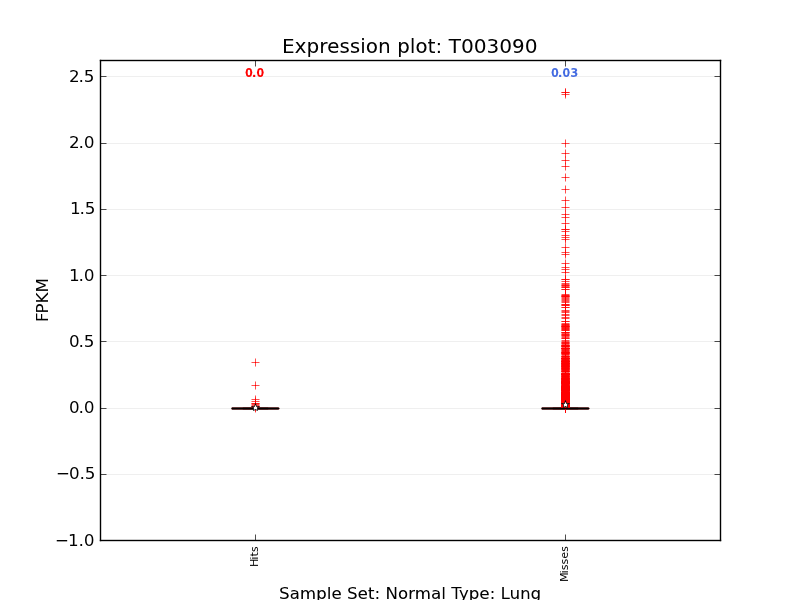 Expression plot: T003090
0.0
0.03
2.5
2.0
1.5
1.0
0.5
0.0
−0.5
−1.0
FPKM
Hits
Misses
Sample Set: Normal Type: Lung